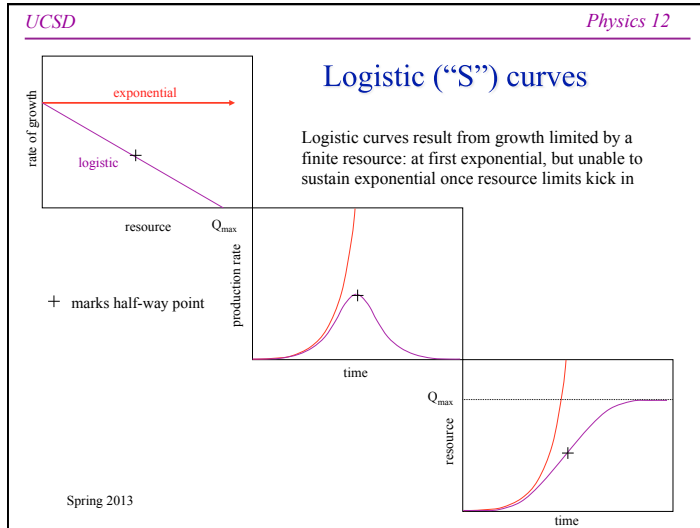 UCSD
Physics 12
Logistic (“S”) curves
rate of growth
exponential
logistic
resource
Q_max
Logistic curves result from growth limited by a
finite resource: at first exponential, but unable to
sustain exponential once resource limits kick in
+ marks half-way point
production rate
time
Q_max
resource
time
Spring 2013